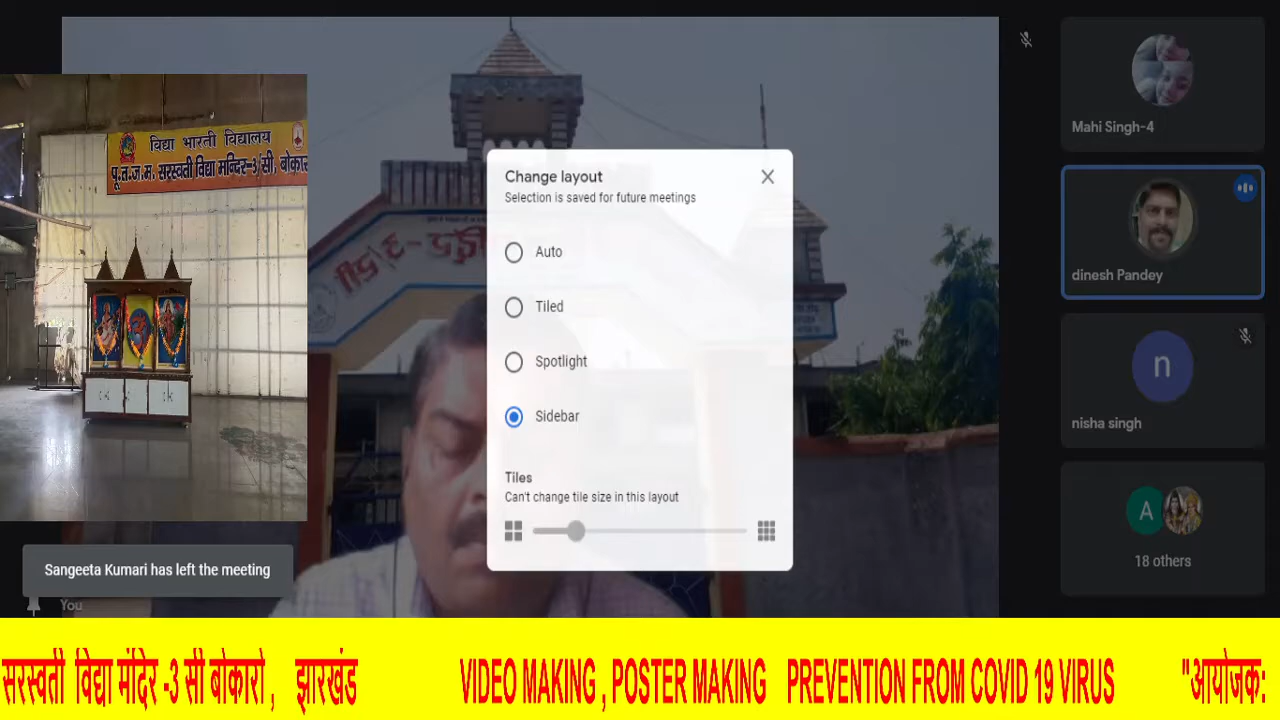 विद्या भारती विद्यालय
पू.त.ज.म. सरस्वती विद्या मन्दिर-3/सी. बोकारो
Change layout
Selection is saved for future meetings
Auto
Tiled
Spotlight
Sidebar
Tiles
Can't change tile size in this layout
Mahi Singh-4
dinesh Pandey
n
nisha singh
A
18 others
Sangeeta Kumari has left the meeting
You
सरस्वती विद्या मंदिर -3 सी बोकारो , झारखंड VIDEO MAKING , POSTER MAKING PREVENTION FROM COVID 19 VIRUS "आयोजक: